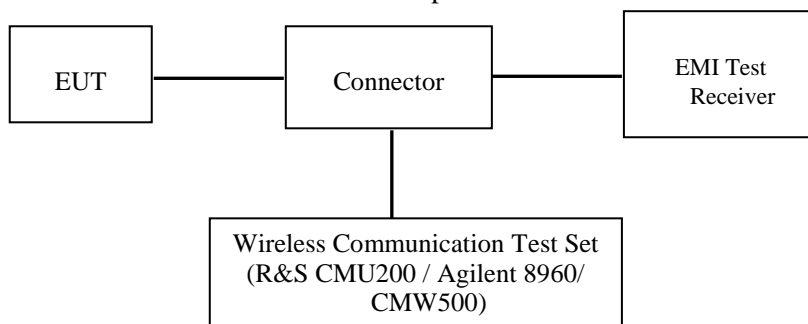 EUT
Connector
EMI Test
Receiver
Wireless Communication Test Set
(R&S CMU200 / Agilent 8960/
CMW500)